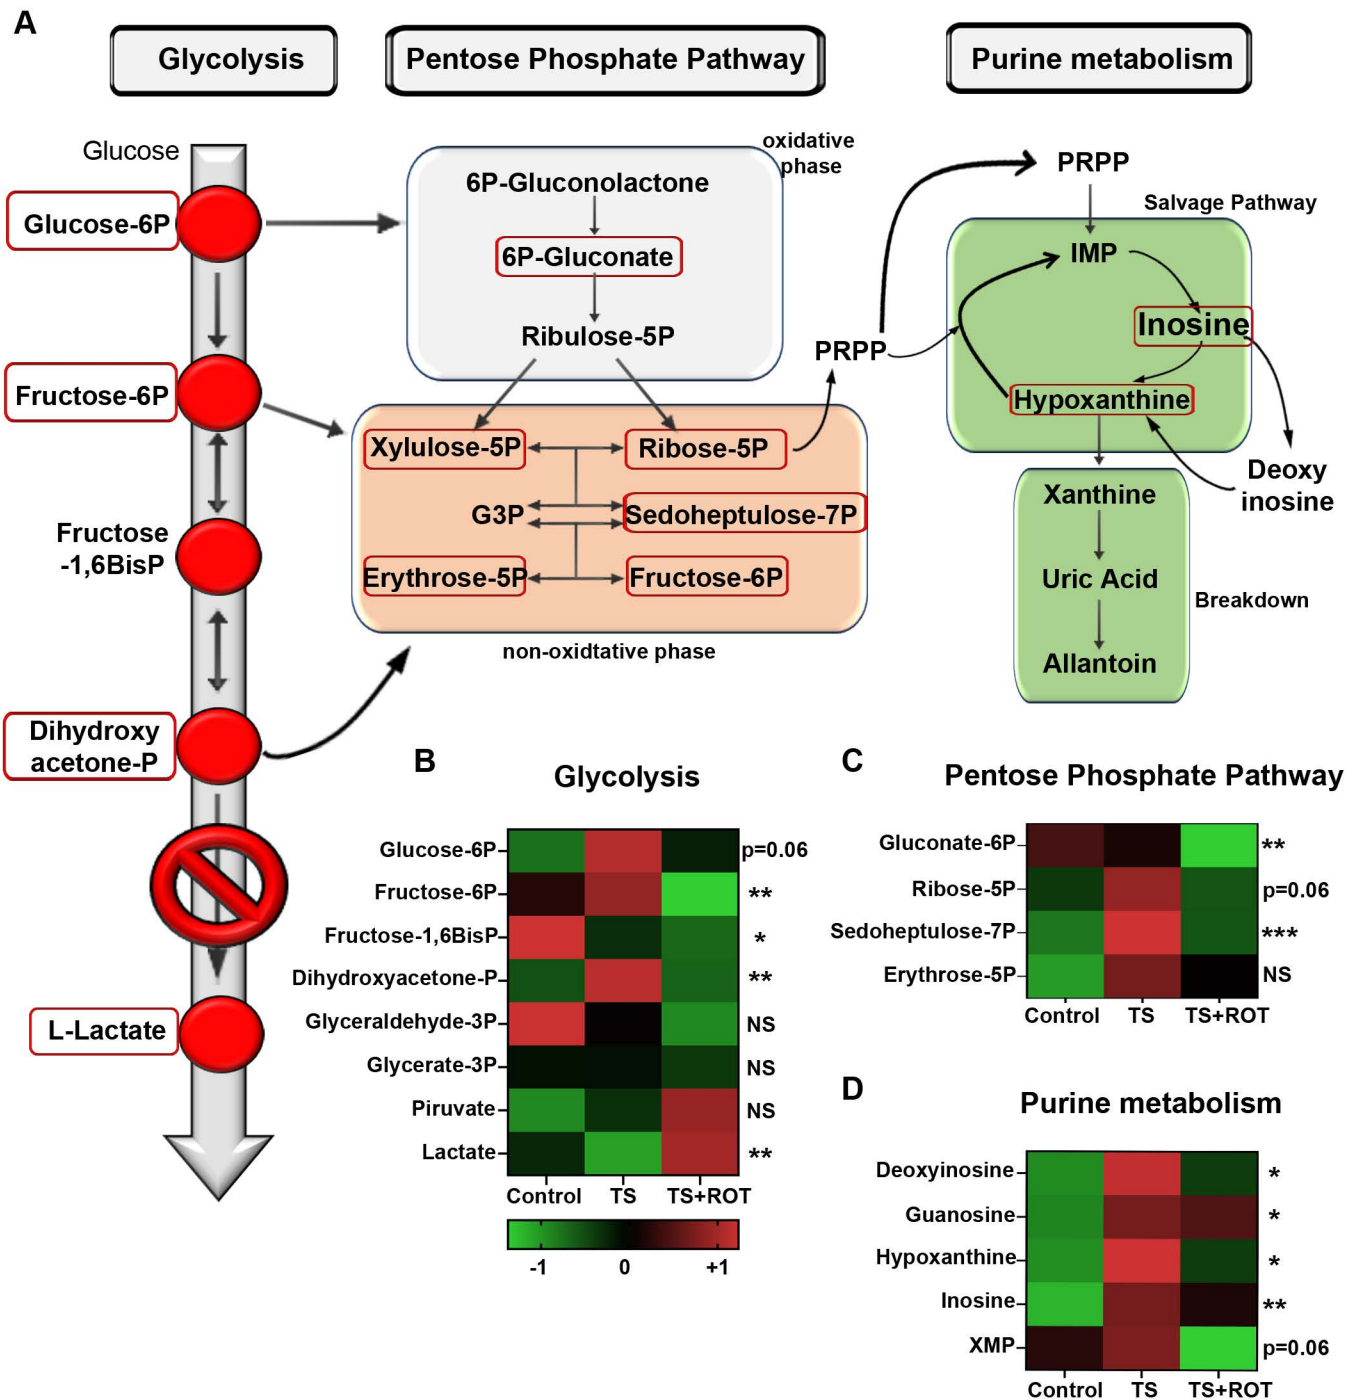 A
Glycolysis
Pentose Phosphate Pathway
Purine metabolism
Glucose
Glucose-6P
Fructose-6P
Fructose
-1,6BisP
Dihydroxy
acetone-P
L-Lactate
oxidative
phase
6P-Gluconolactone
6P-Gluconate
Ribulose-5P
Xylulose-5P
Ribose-5P
G3P
Sedoheptulose-7P
Erythrose-5P
Fructose-6P
non-oxidtative phase
PRPP
PRPP
Salvage Pathway
IMP
Inosine
Hypoxanthine
Deoxy
inosine
Xanthine
Uric Acid
Allantoin
Breakdown
B
Glycolysis
Glucose-6P p=0.06
Fructose-6P **
Fructose-1,6BisP *
Dihydroxyacetone-P **
Glyceraldehyde-3P NS
Glycerate-3P NS
Piruvate NS
Lactate **
Control TS TS+ROT
-1 0 +1
C
Pentose Phosphate Pathway
Gluconate-6P **
Ribose-5P p=0.06
Sedoheptulose-7P ***
Erythrose-5P NS
Control TS TS+ROT
D
Purine metabolism
Deoxyinosine *
Guanosine *
Hypoxanthine *
Inosine **
XMP p=0.06
Control TS TS+ROT